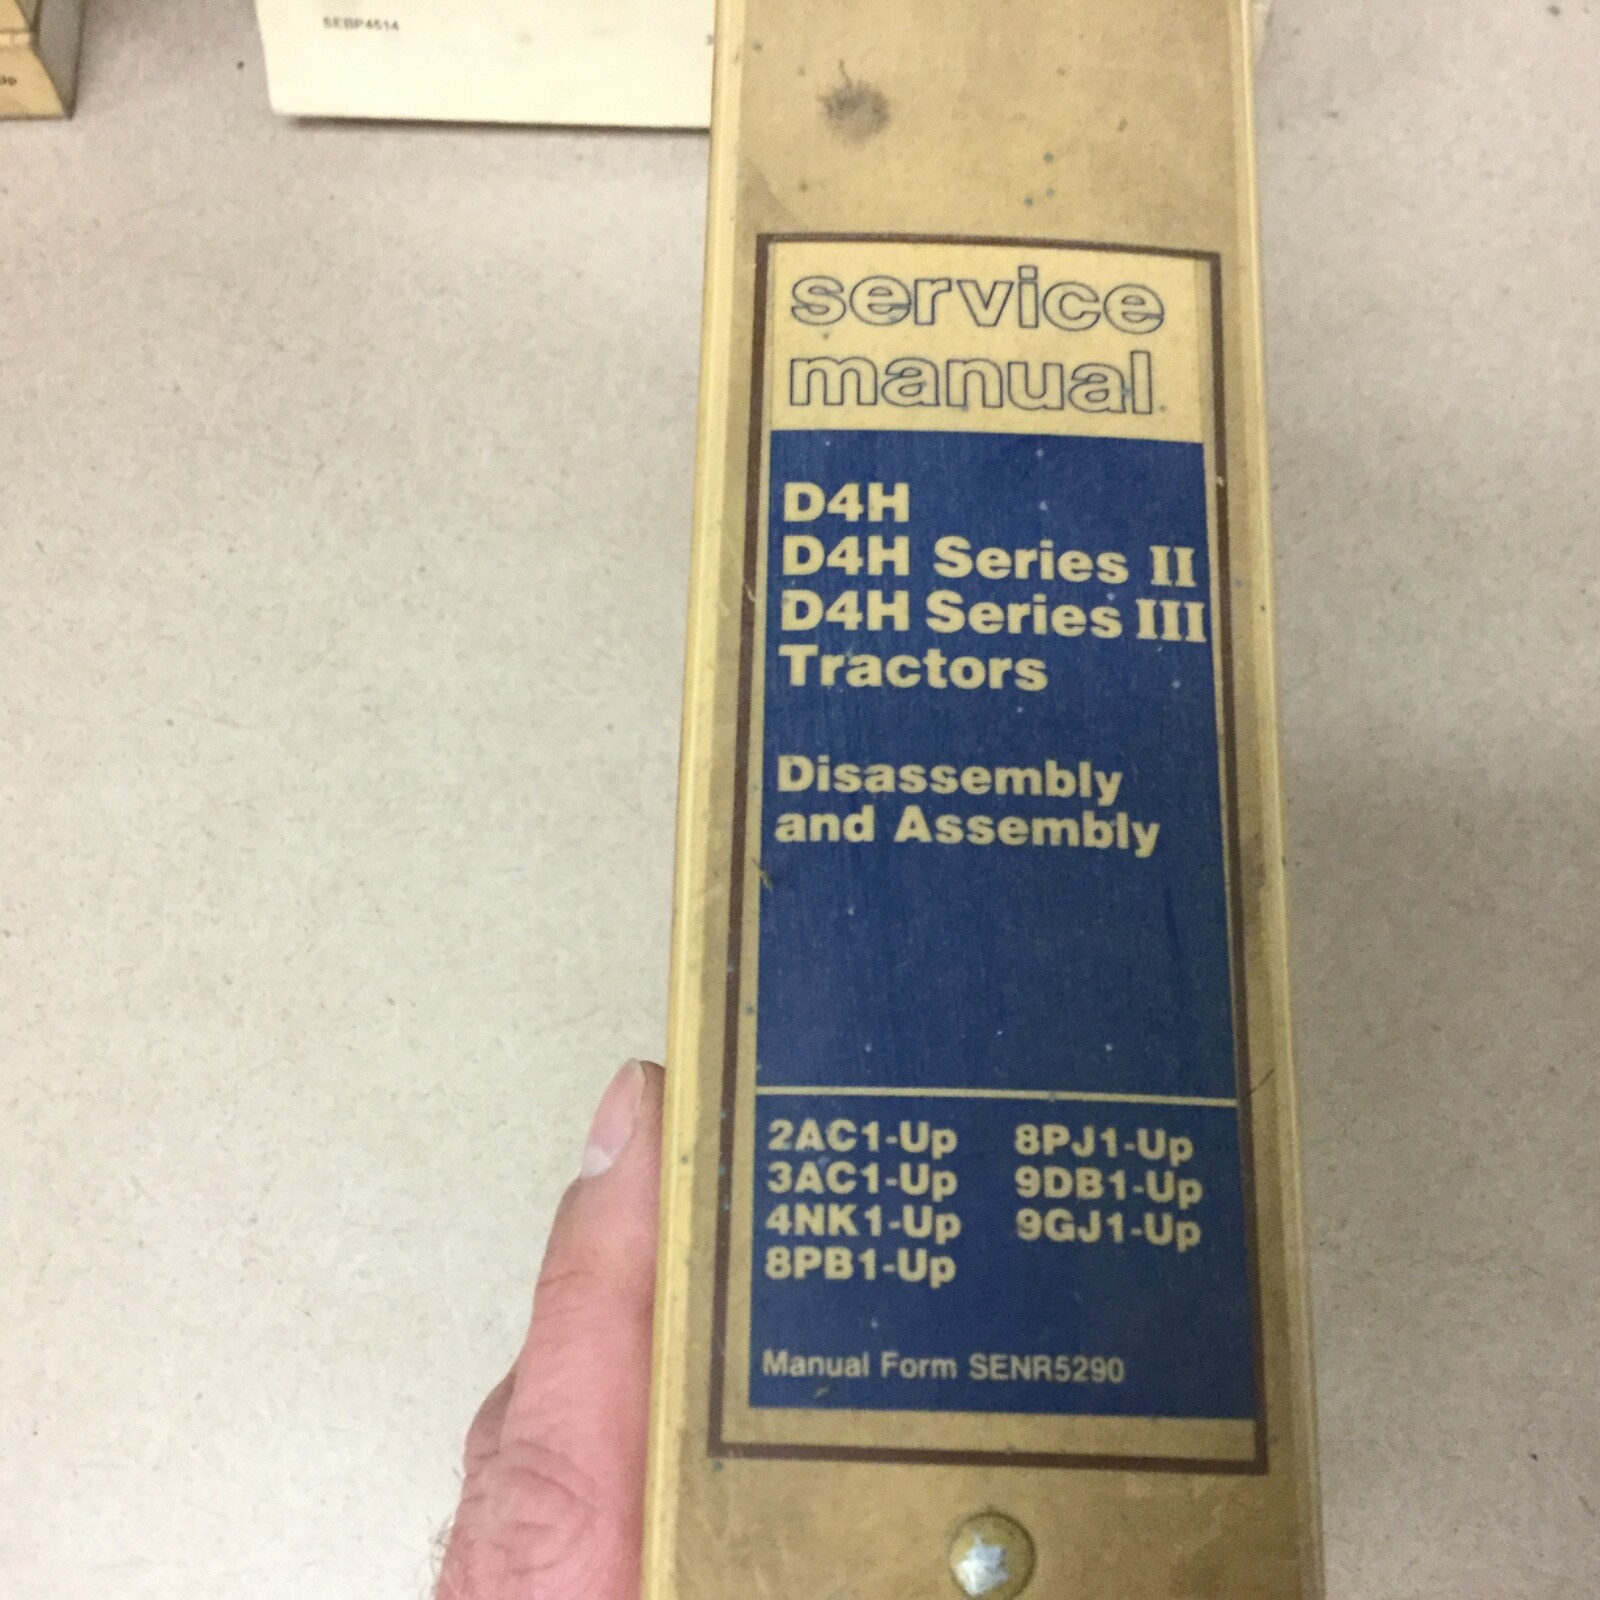 Up
SEBP4514
service
manual
D4H
D4H Series II
D4H Series III
Tractors
Disassembly
and Assembly
2AC1-Up 8PJ1-Up
3AC1-Up 9DB1-Up
4NK1-Up 9GJ1-Up
8PB1-Up
Manual Form SENR5290